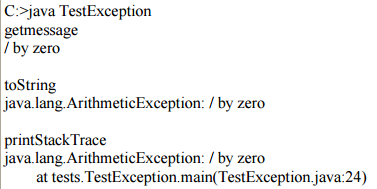 C:>java TestException
getmessage
/ by zero
toString
java.lang.ArithmeticException: / by zero
printStackTrace
java.lang.ArithmeticException: / by zero
at tests.TestException.main(TestException.java:24)